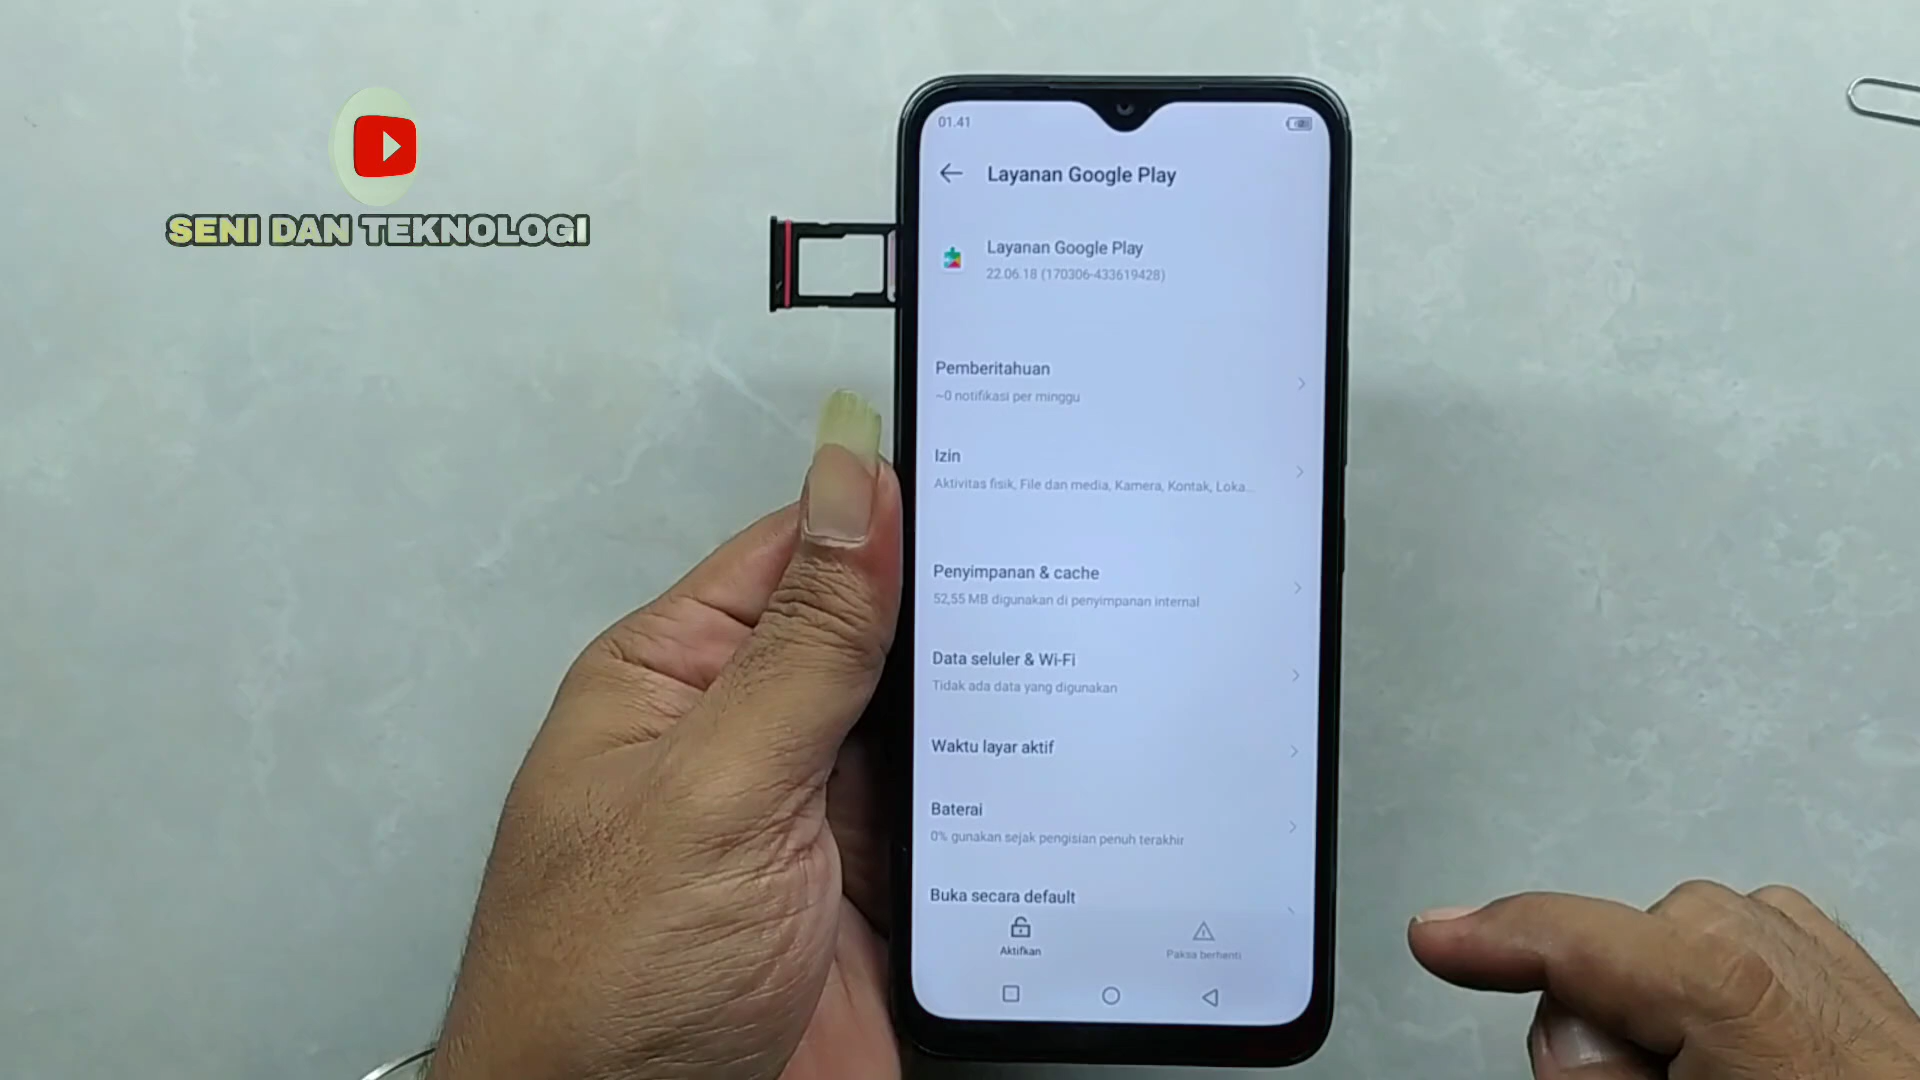 SENI DAN TEKNOLOGI
01.41
Layanan Google Play
Layanan Google Play
22.06.18 (170306-433619428)
Pemberitahuan
~0 notifikasi per minggu
Izin
Aktivitas fisik, File dan media, Kamera, Kontak, Loka...
Penyimpanan & cache
52,55 MB digunakan di penyimpanan internal
Data seluler & Wi-Fi
Tidak ada data yang digunakan
Waktu layar aktif
Baterai
0% gunakan sejak pengisian penuh terakhir
Buka secara default
Aktifkan
Paksa berhenti